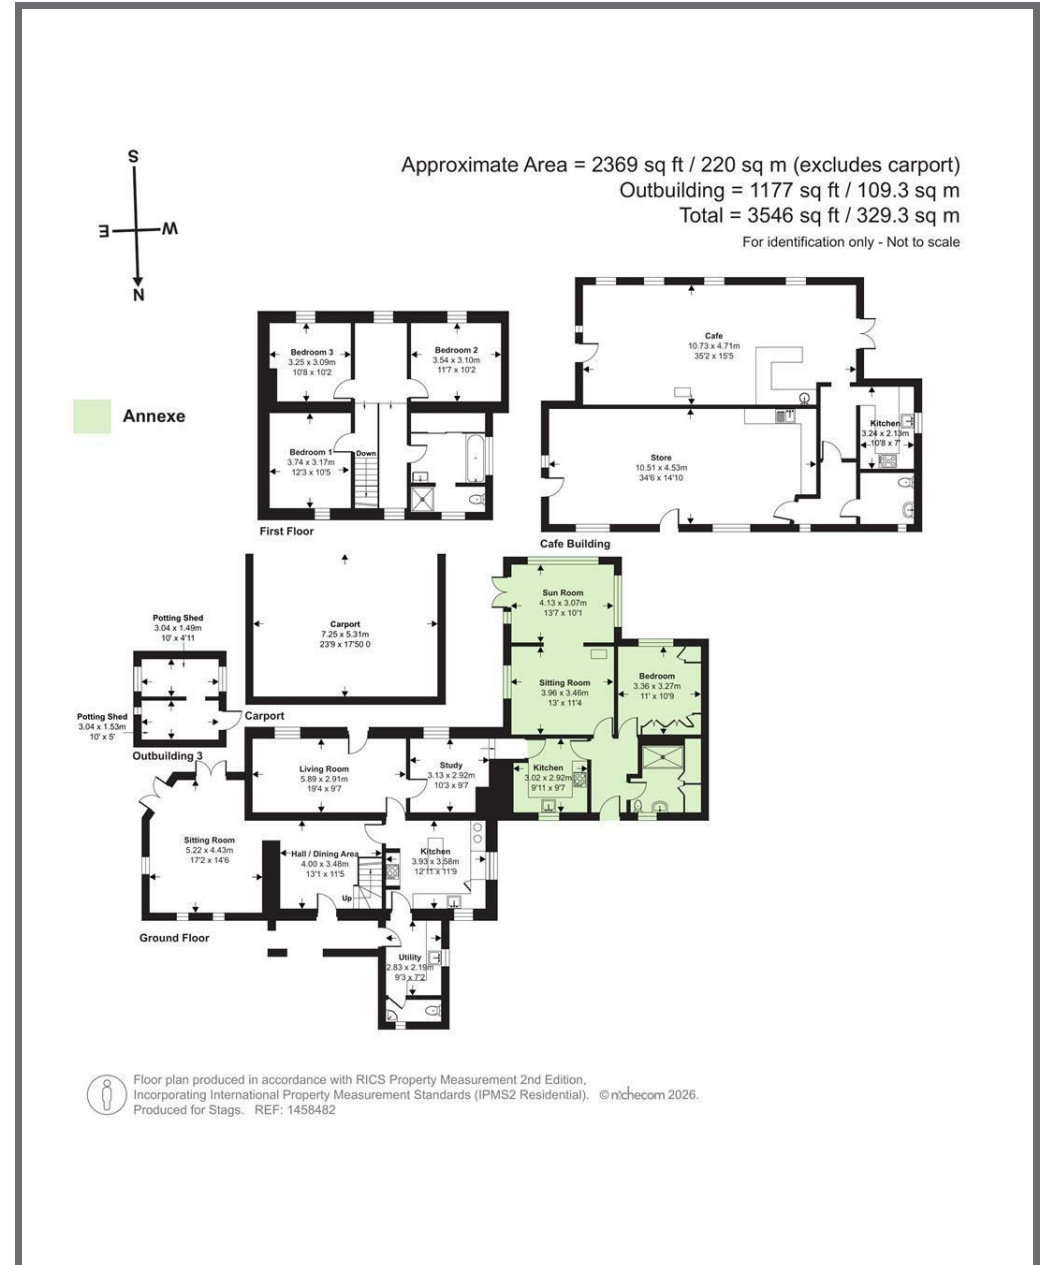 S
E
W
N
Approximate Area = 2369 sq ft / 220 sq m (excludes carport)
Outbuilding = 1177 sq ft / 109.3 sq m
Total = 3546 sq ft / 329.3 sq m
For identification only - Not to scale
Annexe
Bedroom 3
3.25 x 3.09m
10'8 x 10'2
Bedroom 2
3.54 x 3.10m
11'7 x 10'2
Bedroom 1
3.74 x 3.17m
12'3 x 10'5
Down
First Floor
Cafe
10.73 x 4.71m
35'2 x 15'5
Kitchen
3.24 x 2.13m
10'8 x 7'
Store
10.51 x 4.53m
34'6 x 14'10
Cafe Building
Carport
7.25 x 5.31m
23'9 x 17'50 0
Carport
Potting Shed
3.04 x 1.49m
10' x 4'11
Potting Shed
3.04 x 1.53m
10' x 5'
Outbuilding 3
Sun Room
4.13 x 3.07m
13'7 x 10'1
Sitting Room
3.96 x 3.46m
13' x 11'4
Bedroom
3.36 x 3.27m
11' x 10'9
Kitchen
3.02 x 2.92m
9'11 x 9'7
Living Room
5.89 x 2.91m
19'4 x 9'7
Study
3.13 x 2.92m
10'3 x 9'7
Sitting Room
5.22 x 4.43m
17'2 x 14'6
Hall / Dining Area
4.00 x 3.48m
13'1 x 11'5
Up
Kitchen
3.93 x 3.58m
12'11 x 11'9
Utility
2.83 x 2.19m
9'3 x 7'2
Ground Floor
Floor plan produced in accordance with RICS Property Measurement 2nd Edition,
Incorporating International Property Measurement Standards (IPMS2 Residential). © nichecom 2026.
Produced for Stags. REF: 1458482